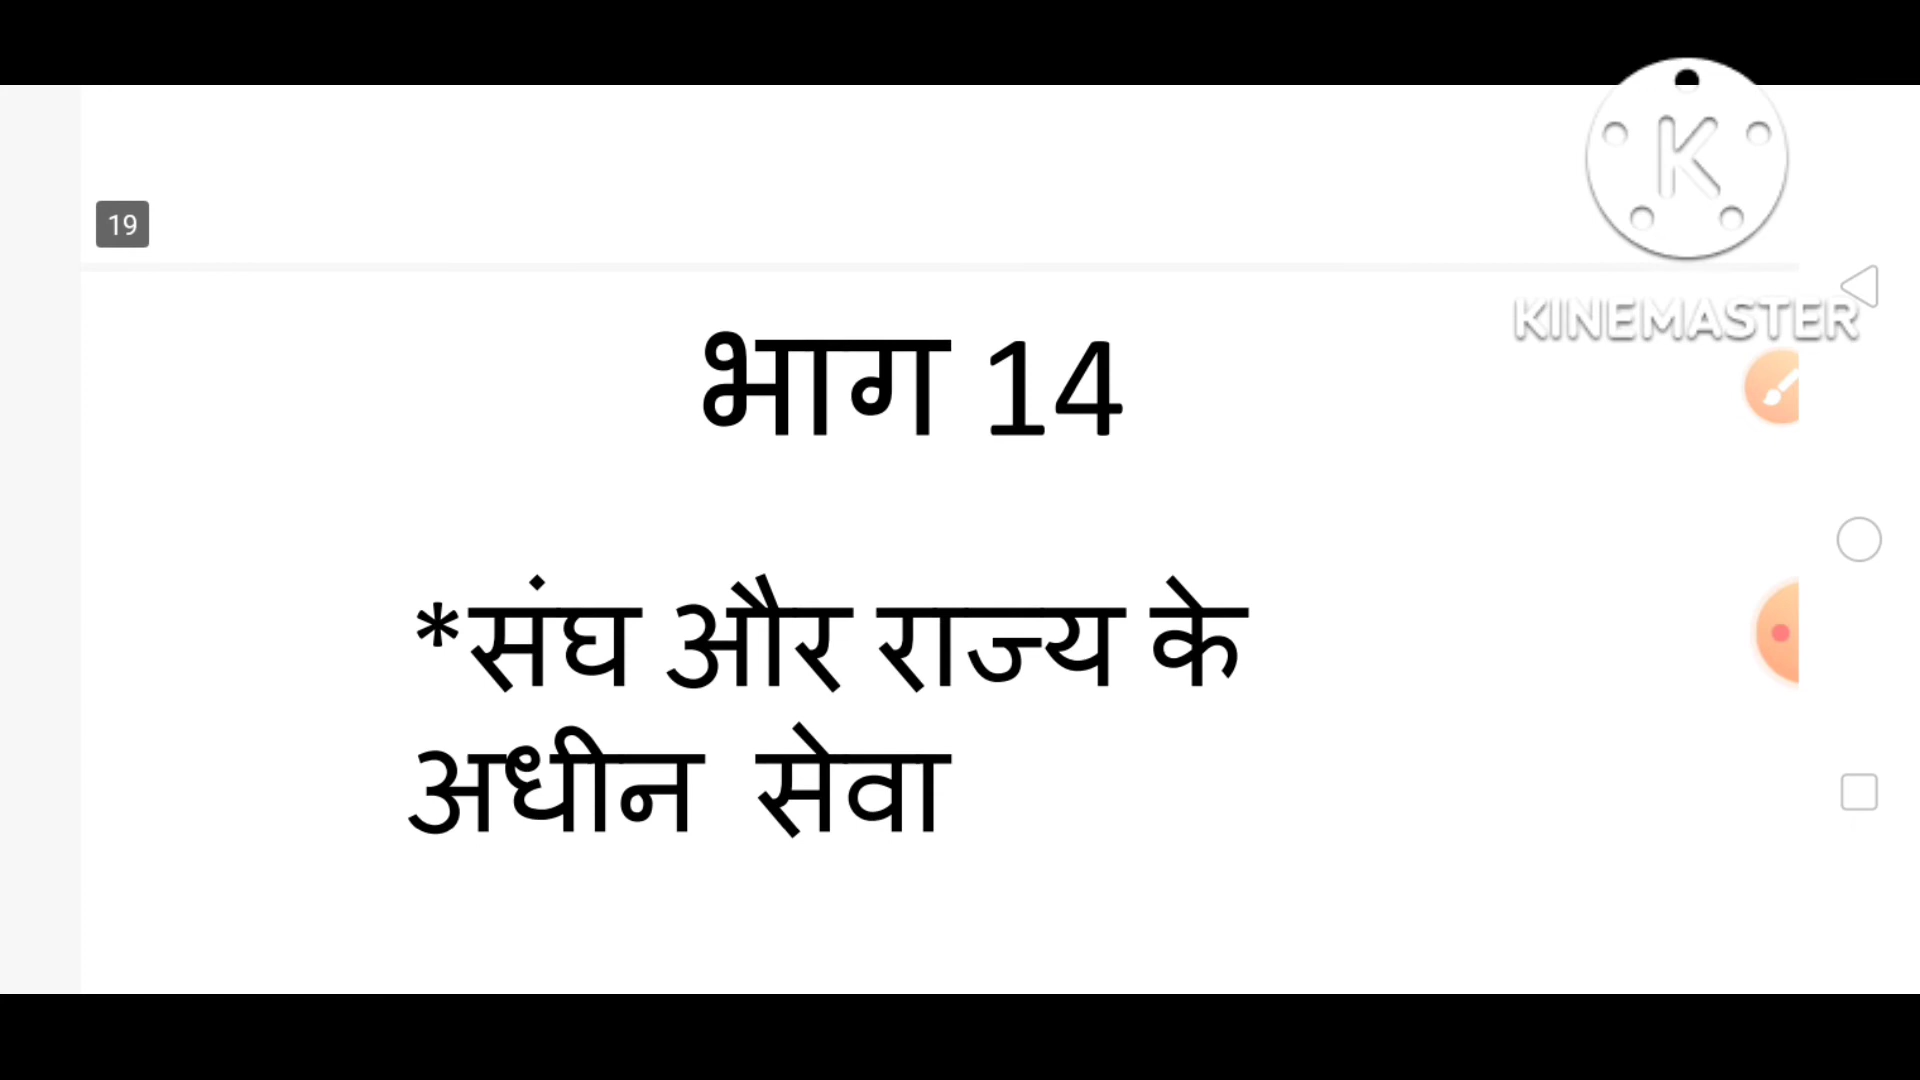 19
KINEMASTER
भाग 14
*संघ और राज्य के
अधीन सेवा